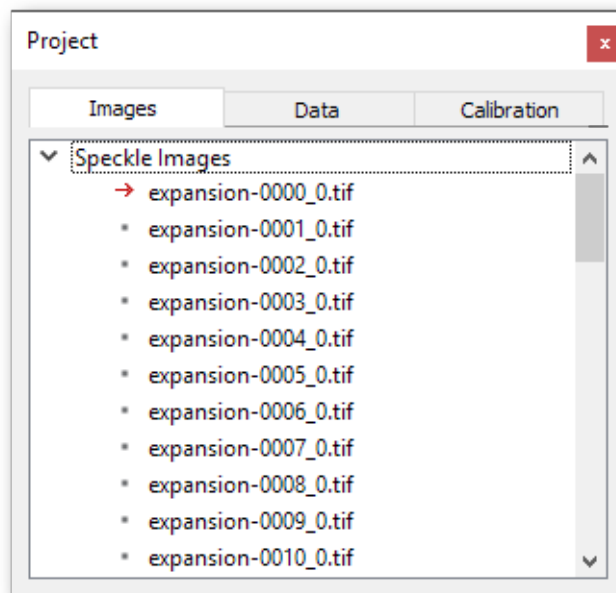 Project
Images Data Calibration
Speckle Images
expansion-0000_0.tif
expansion-0001_0.tif
expansion-0002_0.tif
expansion-0003_0.tif
expansion-0004_0.tif
expansion-0005_0.tif
expansion-0006_0.tif
expansion-0007_0.tif
expansion-0008_0.tif
expansion-0009_0.tif
expansion-0010_0.tif